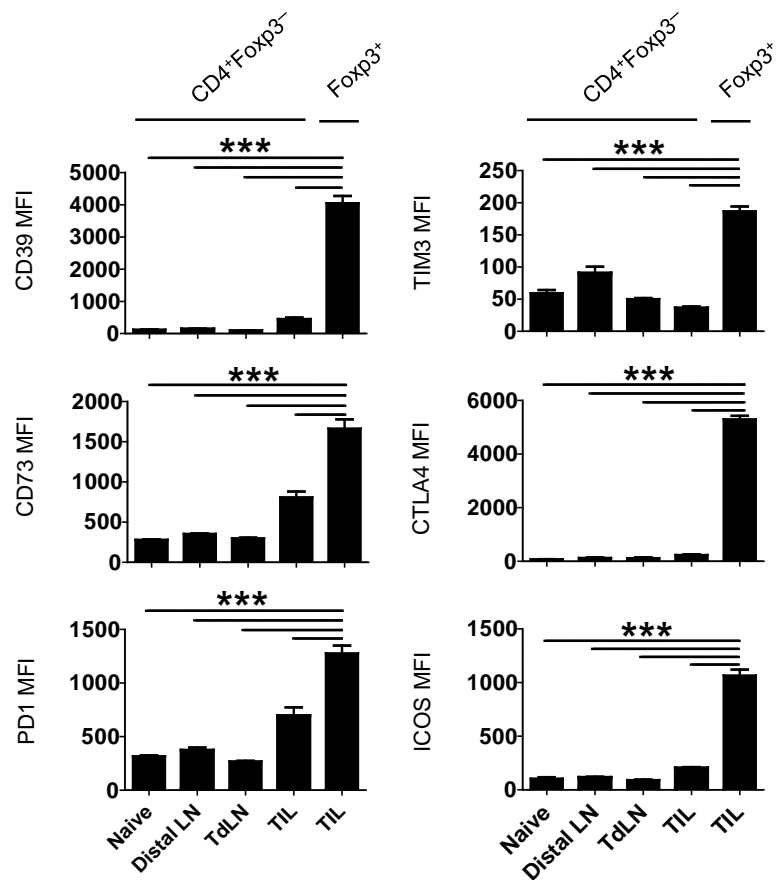 CD4⁺Foxp3⁻
Foxp3⁺
CD4⁺Foxp3⁻
Foxp3⁺
***
CD39 MFI
5000
4000
3000
2000
1000
0
***
TIM3 MFI
250
200
150
100
50
0
***
CD73 MFI
2000
1500
1000
500
0
***
CTLA4 MFI
6000
4000
2000
0
***
PD1 MFI
1500
1000
500
0
Naive
Distal LN
TdLN
TIL
TIL
***
ICOS MFI
1500
1000
500
0
Naive
Distal LN
TdLN
TIL
TIL